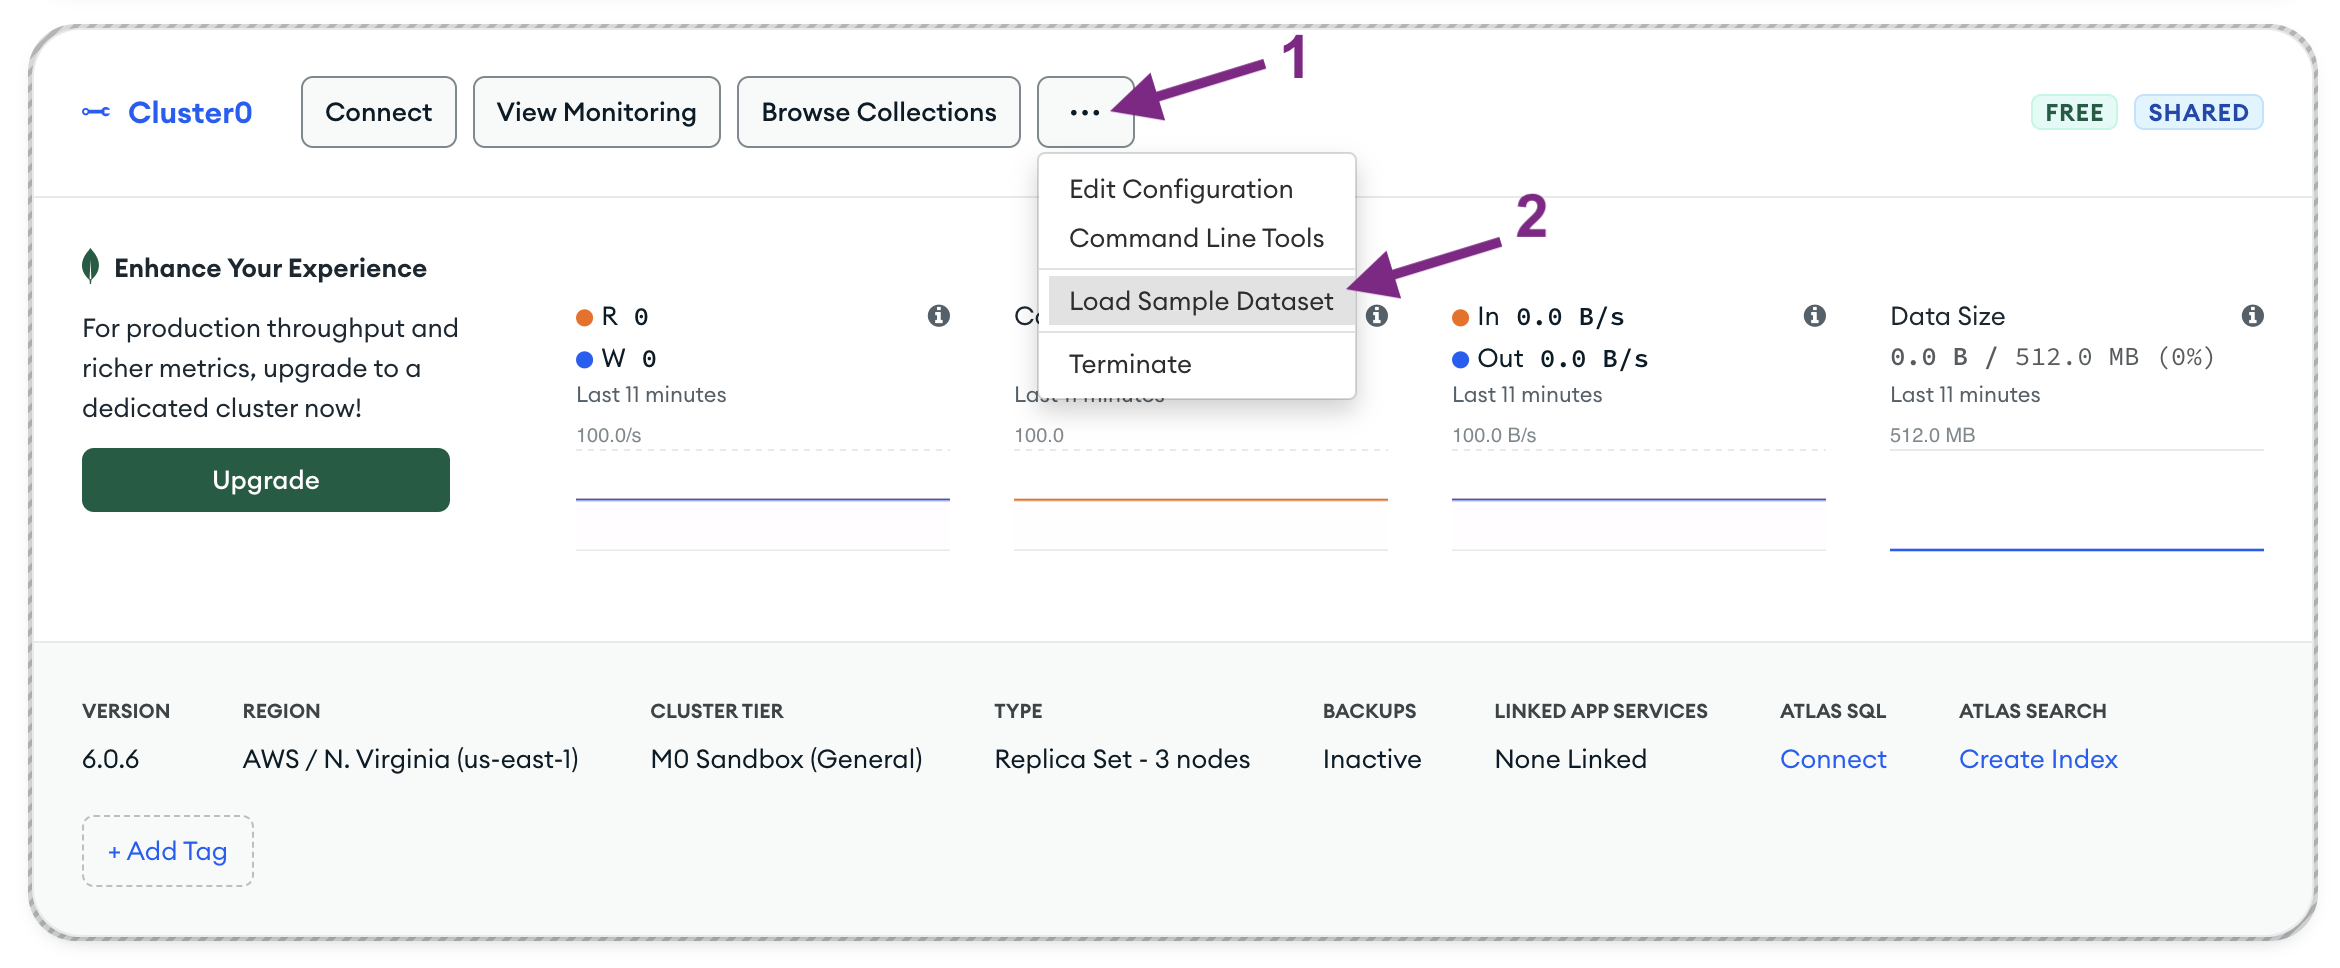 1
Cluster0
Connect
View Monitoring
Browse Collections
...
FREE
SHARED
Edit Configuration
Command Line Tools
2
Load Sample Dataset
Terminate
Enhance Your Experience
For production throughput and
richer metrics, upgrade to a
dedicated cluster now!
Upgrade
R 0
W 0
Last 11 minutes
100.0/s
Last 11 minutes
100.0
In 0.0 B/s
Out 0.0 B/s
Last 11 minutes
100.0 B/s
Data Size
0.0 B / 512.0 MB (0%)
Last 11 minutes
512.0 MB
VERSION
6.0.6
REGION
AWS / N. Virginia (us-east-1)
CLUSTER TIER
M0 Sandbox (General)
TYPE
Replica Set - 3 nodes
BACKUPS
Inactive
LINKED APP SERVICES
None Linked
ATLAS SQL
Connect
ATLAS SEARCH
Create Index
+ Add Tag